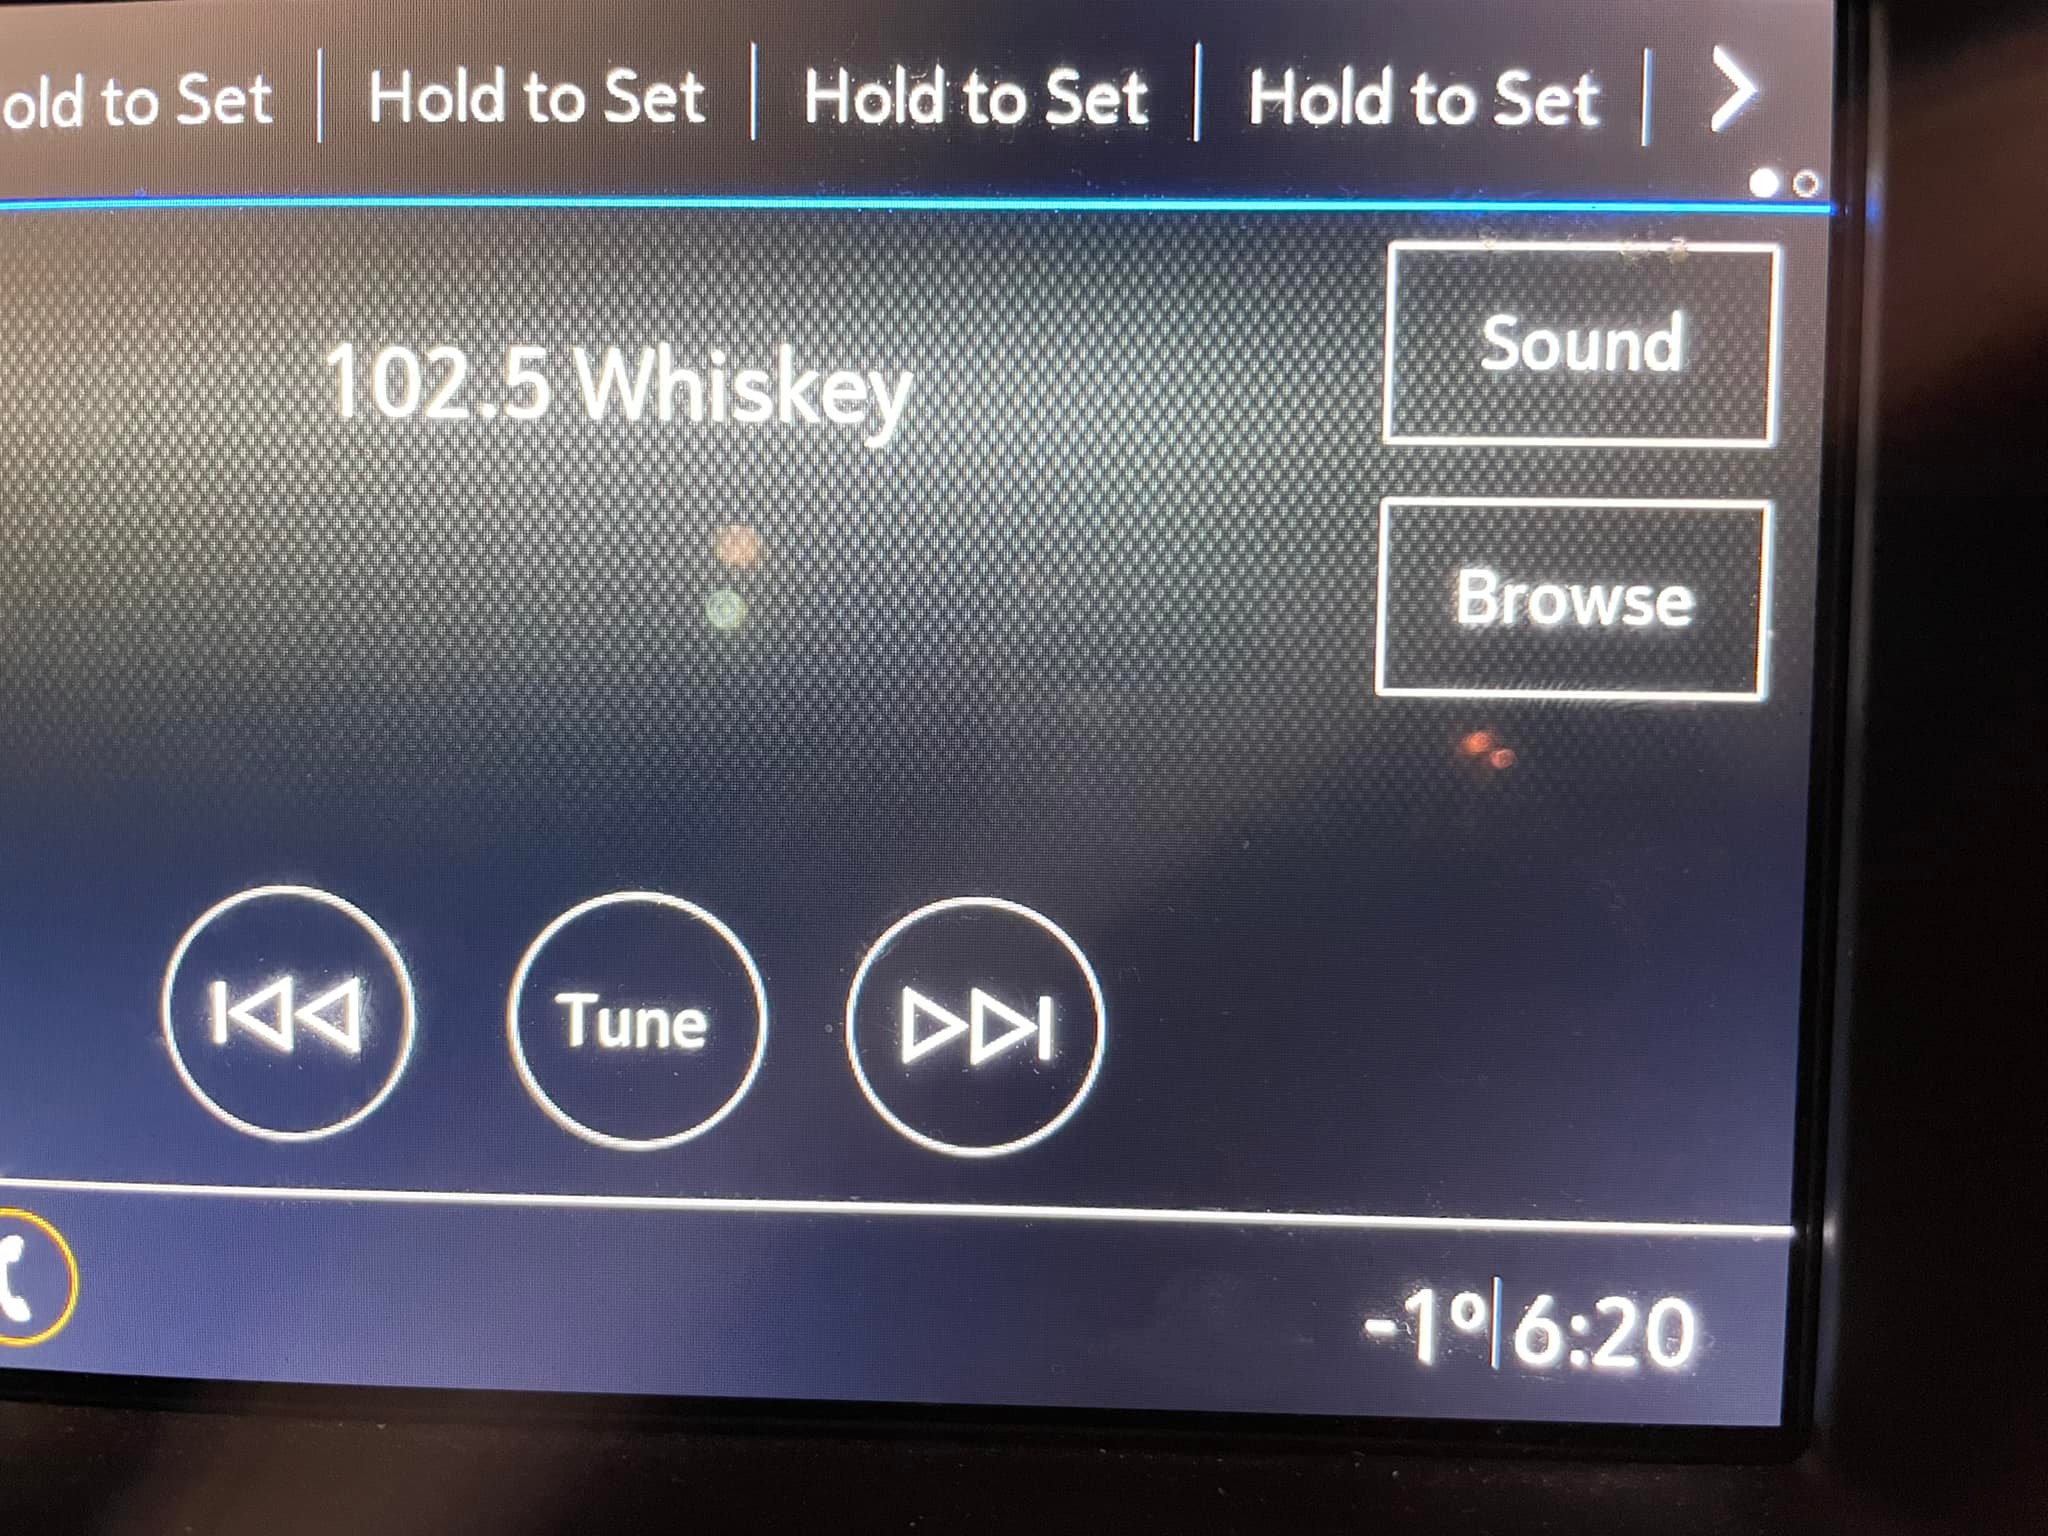 old to Set Hold to Set Hold to Set Hold to Set
Sound
102.5 Whiskey
Browse
Tune
-1° 6:20